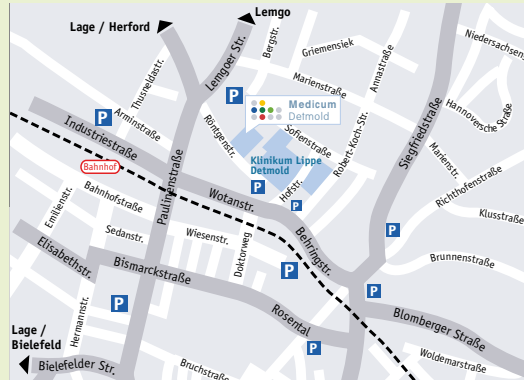 Lemgo
Lage / Herford
Bergstr.
Niedersachsen
Griemensiek
Lemgoer Str.
Annastraße
Thusneldastr.
Marienstraße
P
P
Medicum
Detmold
Hannoversche Straße
Arminstraße
Industriestraße
Röntgenstr.
Sofienstraße
Robert-Koch-Str.
Siegfriedstraße
Marienstr.
Bahnhof
Klinikum Lippe
Detmold
Paulinenstraße
Hofstr.
P
P
Richthofenstraße
Bahnhofstraße
Wotanstr.
Klusstraße
Emilienstr.
Sedanstr.
Wiesenstr.
Doktorweg
Behringstr.
P
Elisabethstr.
Bismarckstraße
Brunnenstraße
P
P
P
Hermannstr.
Rosental
Blomberger Straße
Lage /
Bielefeld
P
Woldemarstraße
Bielefelder Str.
Bruchstraße